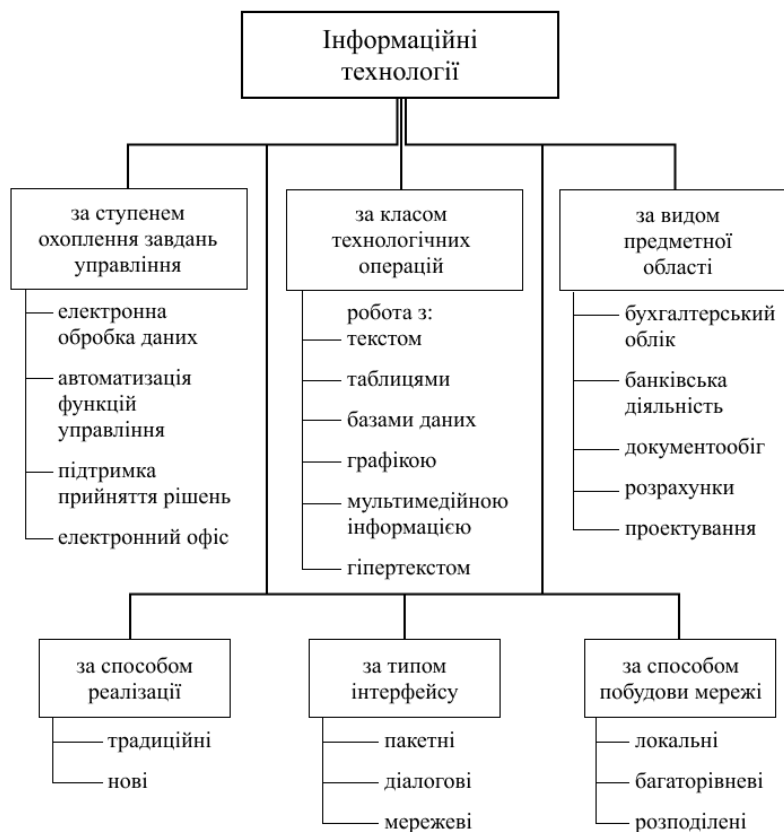 Інформаційні
технології
за ступенем
охоплення завдань
управління
електронна
обробка даних
автоматизація
функцій
управління
підтримка
прийняття рішень
електронний офіс
за класом
технологічних
операцій
робота з:
текстом
таблицями
базами даних
графікою
мультимедійною
інформацією
гіпертекстом
за видом
предметної
області
бухгалтерський
облік
банківська
діяльність
документообіг
розрахунки
проектування
за способом
реалізації
традиційні
нові
за типом
інтерфейсу
пакетні
діалогові
мережеві
за способом
побудови мережі
локальні
багаторівневі
розподілені